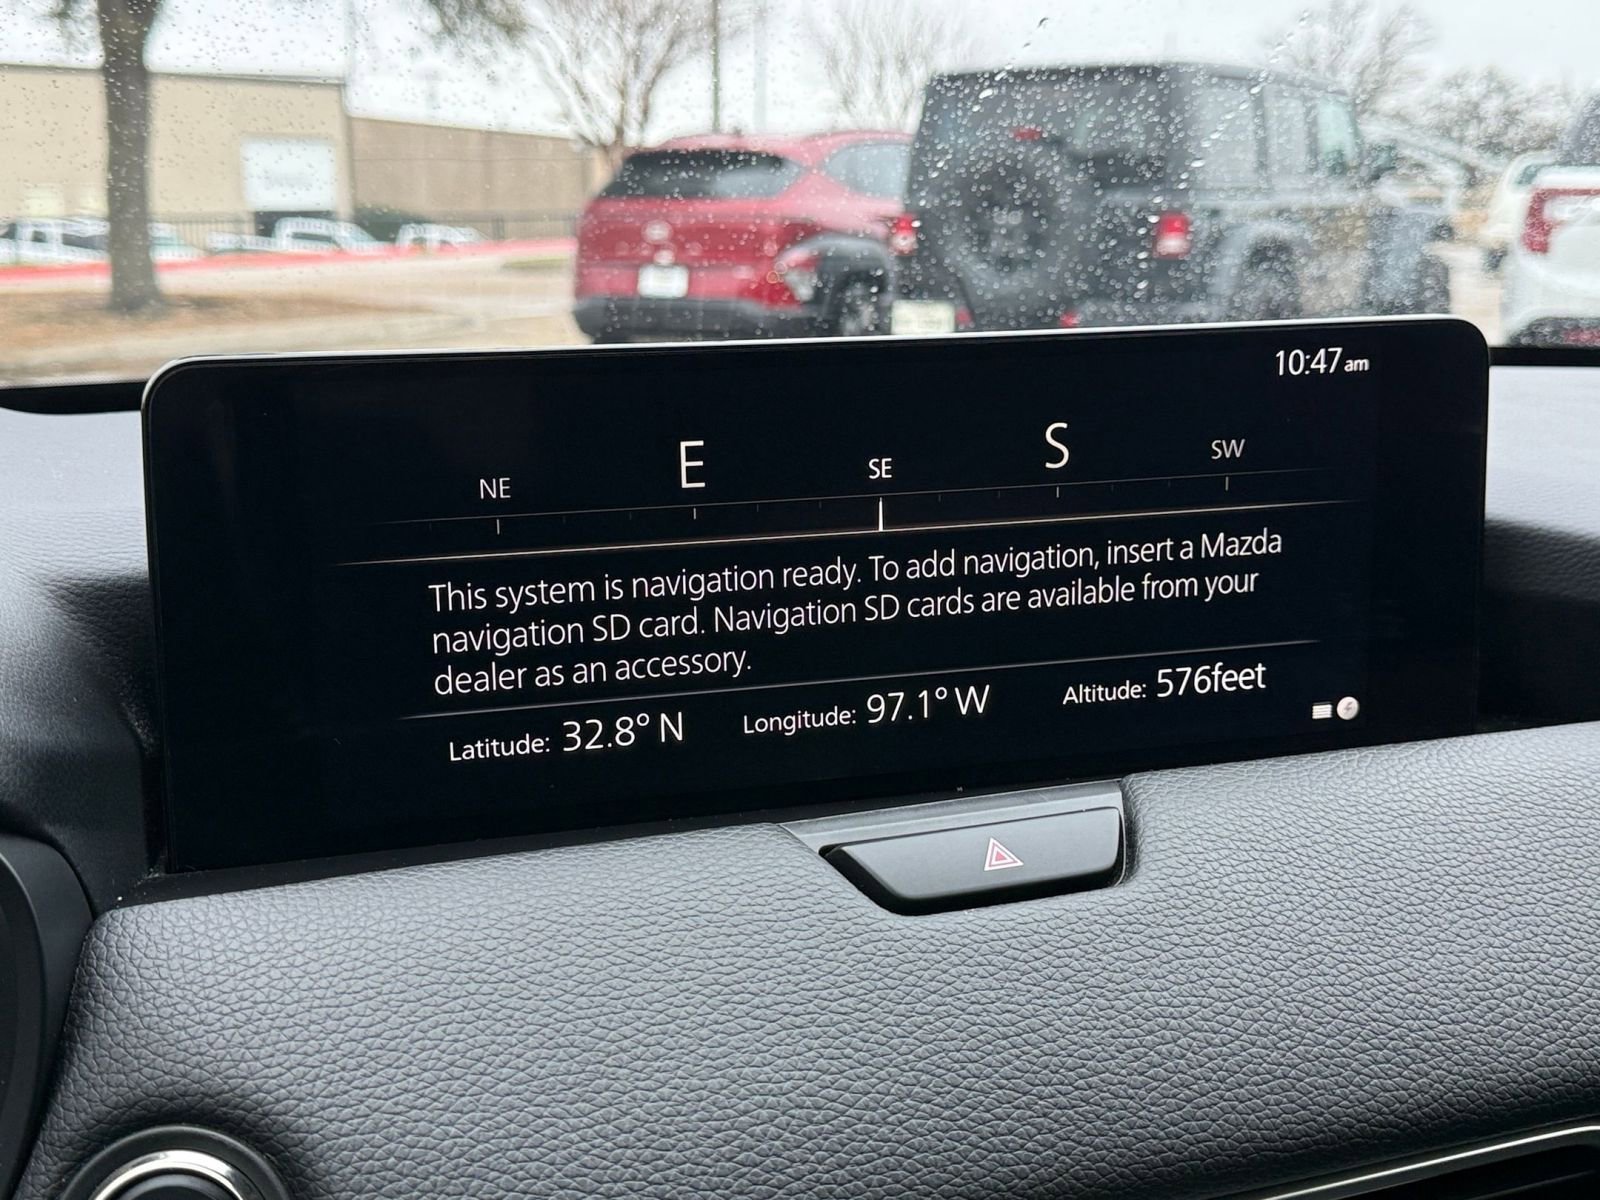 10:47 am
NE E SE S SW
This system is navigation ready. To add navigation, insert a Mazda
navigation SD card. Navigation SD cards are available from your
dealer as an accessory.
Latitude: 32.8° N Longitude: 97.1° W Altitude: 576feet